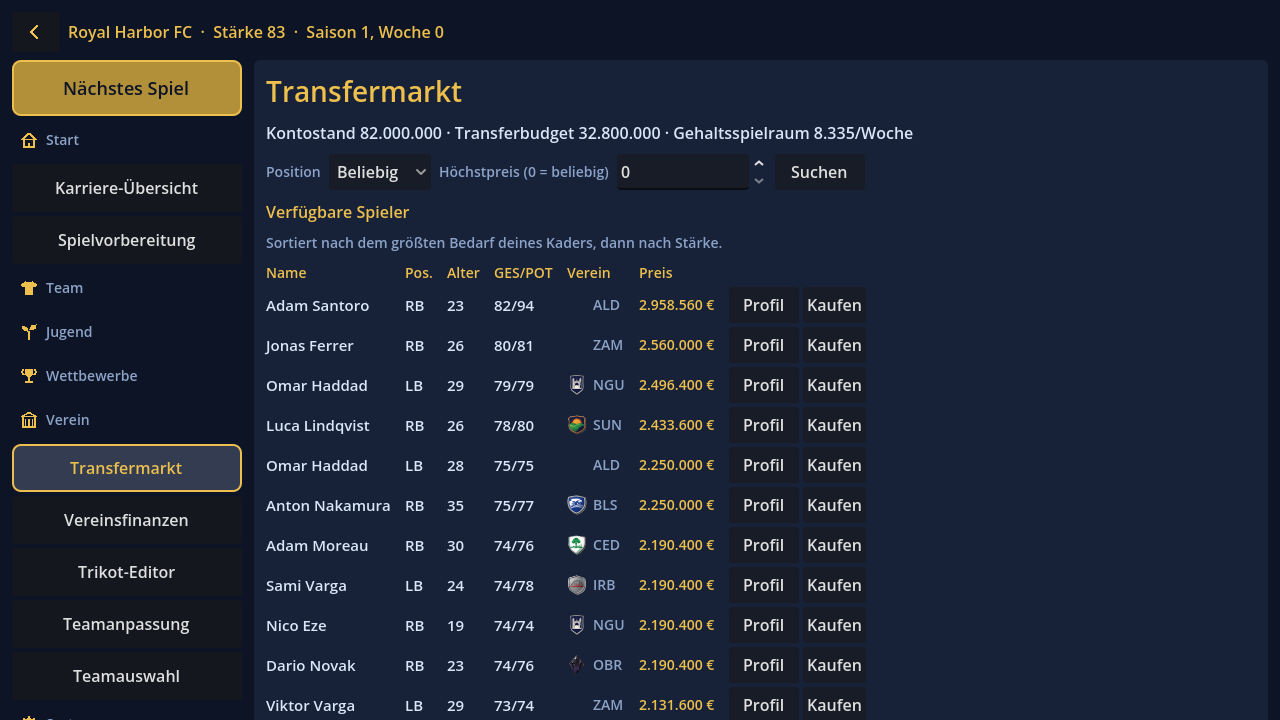 Royal Harbor FC · Stärke 83 · Saison 1, Woche 0
Nächstes Spiel
Start
Karriere-Übersicht
Spielvorbereitung
Team
Jugend
Wettbewerbe
Verein
Transfermarkt
Vereinsfinanzen
Trikot-Editor
Teamanpassung
Teamauswahl
Transfermarkt
Kontostand 82.000.000 · Transferbudget 32.800.000 · Gehaltsspielraum 8.335/Woche
Position Beliebig Höchstpreis (0 = beliebig) 0 Suchen
Verfügbare Spieler
Sortiert nach dem größten Bedarf deines Kaders, dann nach Stärke.
Name Pos. Alter GES/POT Verein Preis
Adam Santoro RB 23 82/94 ALD 2.958.560 € Profil Kaufen
Jonas Ferrer RB 26 80/81 ZAM 2.560.000 € Profil Kaufen
Omar Haddad LB 29 79/79 NGU 2.496.400 € Profil Kaufen
Luca Lindqvist RB 26 78/80 SUN 2.433.600 € Profil Kaufen
Omar Haddad LB 28 75/75 ALD 2.250.000 € Profil Kaufen
Anton Nakamura RB 35 75/77 BLS 2.250.000 € Profil Kaufen
Adam Moreau RB 30 74/76 CED 2.190.400 € Profil Kaufen
Sami Varga LB 24 74/78 IRB 2.190.400 € Profil Kaufen
Nico Eze RB 19 74/74 NGU 2.190.400 € Profil Kaufen
Dario Novak RB 23 74/76 OBR 2.190.400 € Profil Kaufen
Viktor Varga LB 29 73/74 ZAM 2.131.600 € Profil Kaufen